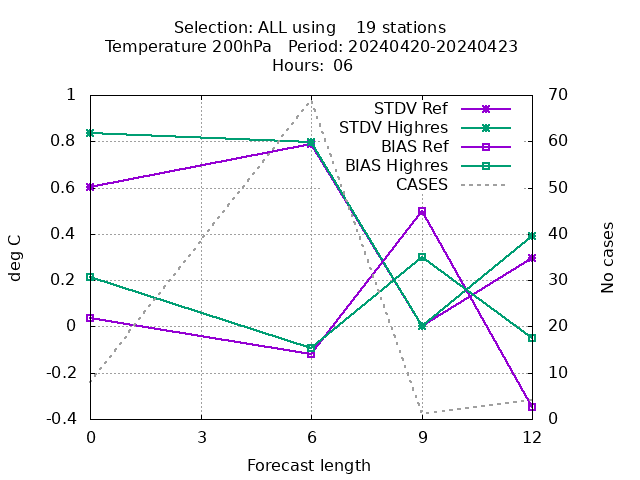 Selection: ALL using    19 stations
Temperature 200hPa   Period: 20240420-20240423
Hours:  06
1
0.8
0.6
0.4
0.2
0
-0.2
-0.4
deg C
70
60
50
40
30
20
10
0
No cases
STDV Ref
STDV Highres
BIAS Ref
BIAS Highres
CASES
0 3 6 9 12
Forecast length